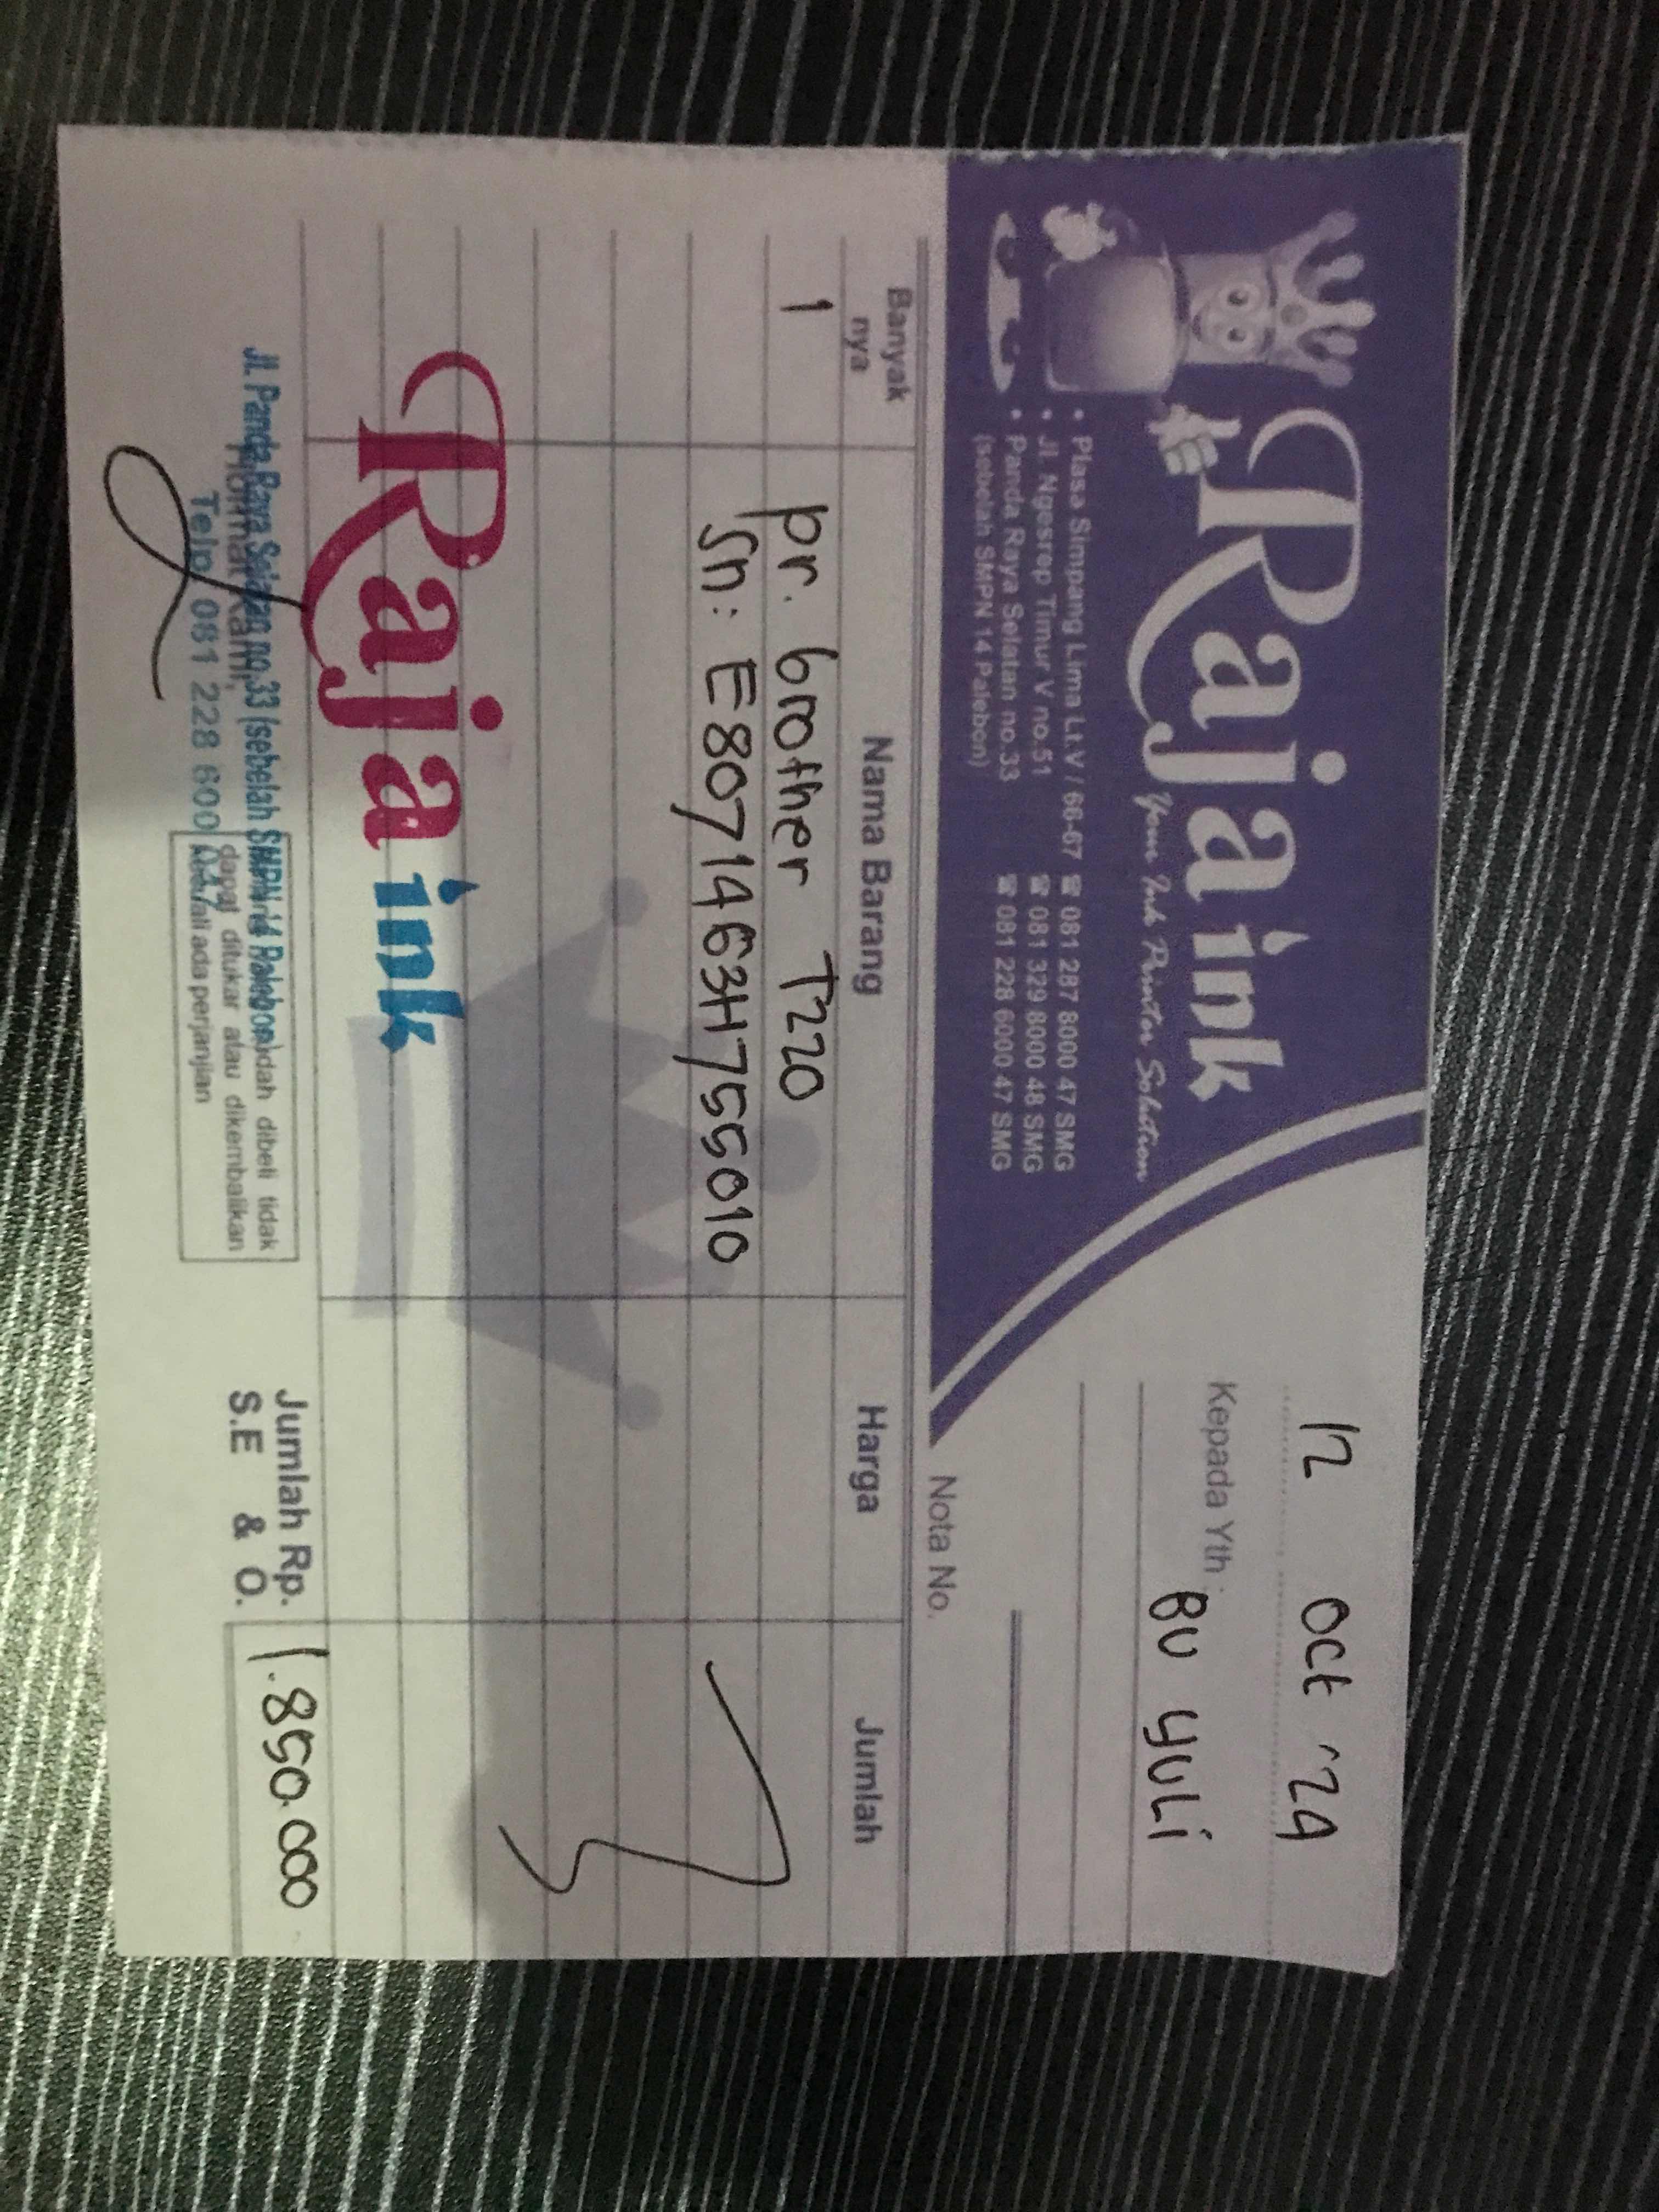 Raja ink
Your Ink Printer Solution
• Plasa Simpang Lima Lt.V / 66-67 ☎ 081 287 8000 47 SMG
• Jl. Ngesrep Timur V no.51 ☎ 081 329 8000 48 SMG
• Panda Raya Selatan no.33 ☎ 081 228 6000 47 SMG
(sebelah SMPN 14 Palebon)
12 Oct '24
Kepada Yth : Bu Yuli
Nota No.
Banyak nya Nama Barang Harga Jumlah
1 pr. brother T220
Sn: E80714G3H755010
Raja ink
Jl. Panda Raya Selatan no.33 (sebelah SMPN 14 Palebon)
Telp. 081 228 600 047
Hormat Kami,
dah dibeli tidak
dapat ditukar atau dikembalikan
kecuali ada perjanjian
Jumlah Rp. 1.850.000
S.E & O.